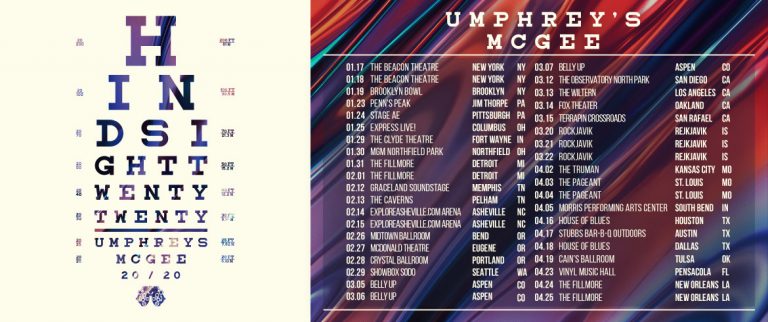 H
IN
DSI
GHTT
WENTY
TWENTY
UMPHREYS
MCGEE
20 / 20
UMPHREY'S
MCGEE
01.17 THE BEACON THEATRE NEW YORK NY
01.18 THE BEACON THEATRE NEW YORK NY
01.19 BROOKLYN BOWL BROOKLYN NY
01.23 PENN'S PEAK JIM THORPE PA
01.24 STAGE AE PITTSBURGH PA
01.25 EXPRESS LIVE! COLUMBUS OH
01.29 THE CLYDE THEATRE FORT WAYNE IN
01.30 MGM NORTHFIELD PARK NORTHFIELD OH
01.31 THE FILLMORE DETROIT MI
02.01 THE FILLMORE DETROIT MI
02.12 GRACELAND SOUNDSTAGE MEMPHIS TN
02.13 THE CAVERNS PELHAM TN
02.14 EXPLOREASHEVILLE.COM ARENA ASHEVILLE NC
02.15 EXPLOREASHEVILLE.COM ARENA ASHEVILLE NC
02.26 MIDTOWN BALLROOM BEND OR
02.27 MCDONALD THEATRE EUGENE OR
02.28 CRYSTAL BALLROOM PORTLAND OR
02.29 SHOWBOX SODO SEATTLE WA
03.05 BELLY UP ASPEN CO
03.06 BELLY UP ASPEN CO
03.07 BELLY UP ASPEN CO
03.12 THE OBSERVATORY NORTH PARK SAN DIEGO CA
03.13 THE WILTERN LOS ANGELES CA
03.14 FOX THEATER OAKLAND CA
03.15 TERRAPIN CROSSROADS SAN RAFAEL CA
03.20 ROCKJAVIK REIKJAVIK IS
03.21 ROCKJAVIK REIKJAVIK IS
03.22 ROCKJAVIK REIKJAVIK IS
04.02 THE TRUMAN KANSAS CITY MO
04.03 THE PAGEANT ST. LOUIS MO
04.04 THE PAGEANT ST. LOUIS MO
04.05 MORRIS PERFORMING ARTS CENTER SOUTH BEND IN
04.16 HOUSE OF BLUES HOUSTON TX
04.17 STUBBS BAR-B-Q OUTDOORS AUSTIN TX
04.18 HOUSE OF BLUES DALLAS TX
04.19 CAIN'S BALLROOM TULSA OK
04.23 VINYL MUSIC HALL PENSACOLA FL
04.24 THE FILLMORE NEW ORLEANS LA
04.25 THE FILLMORE NEW ORLEANS LA